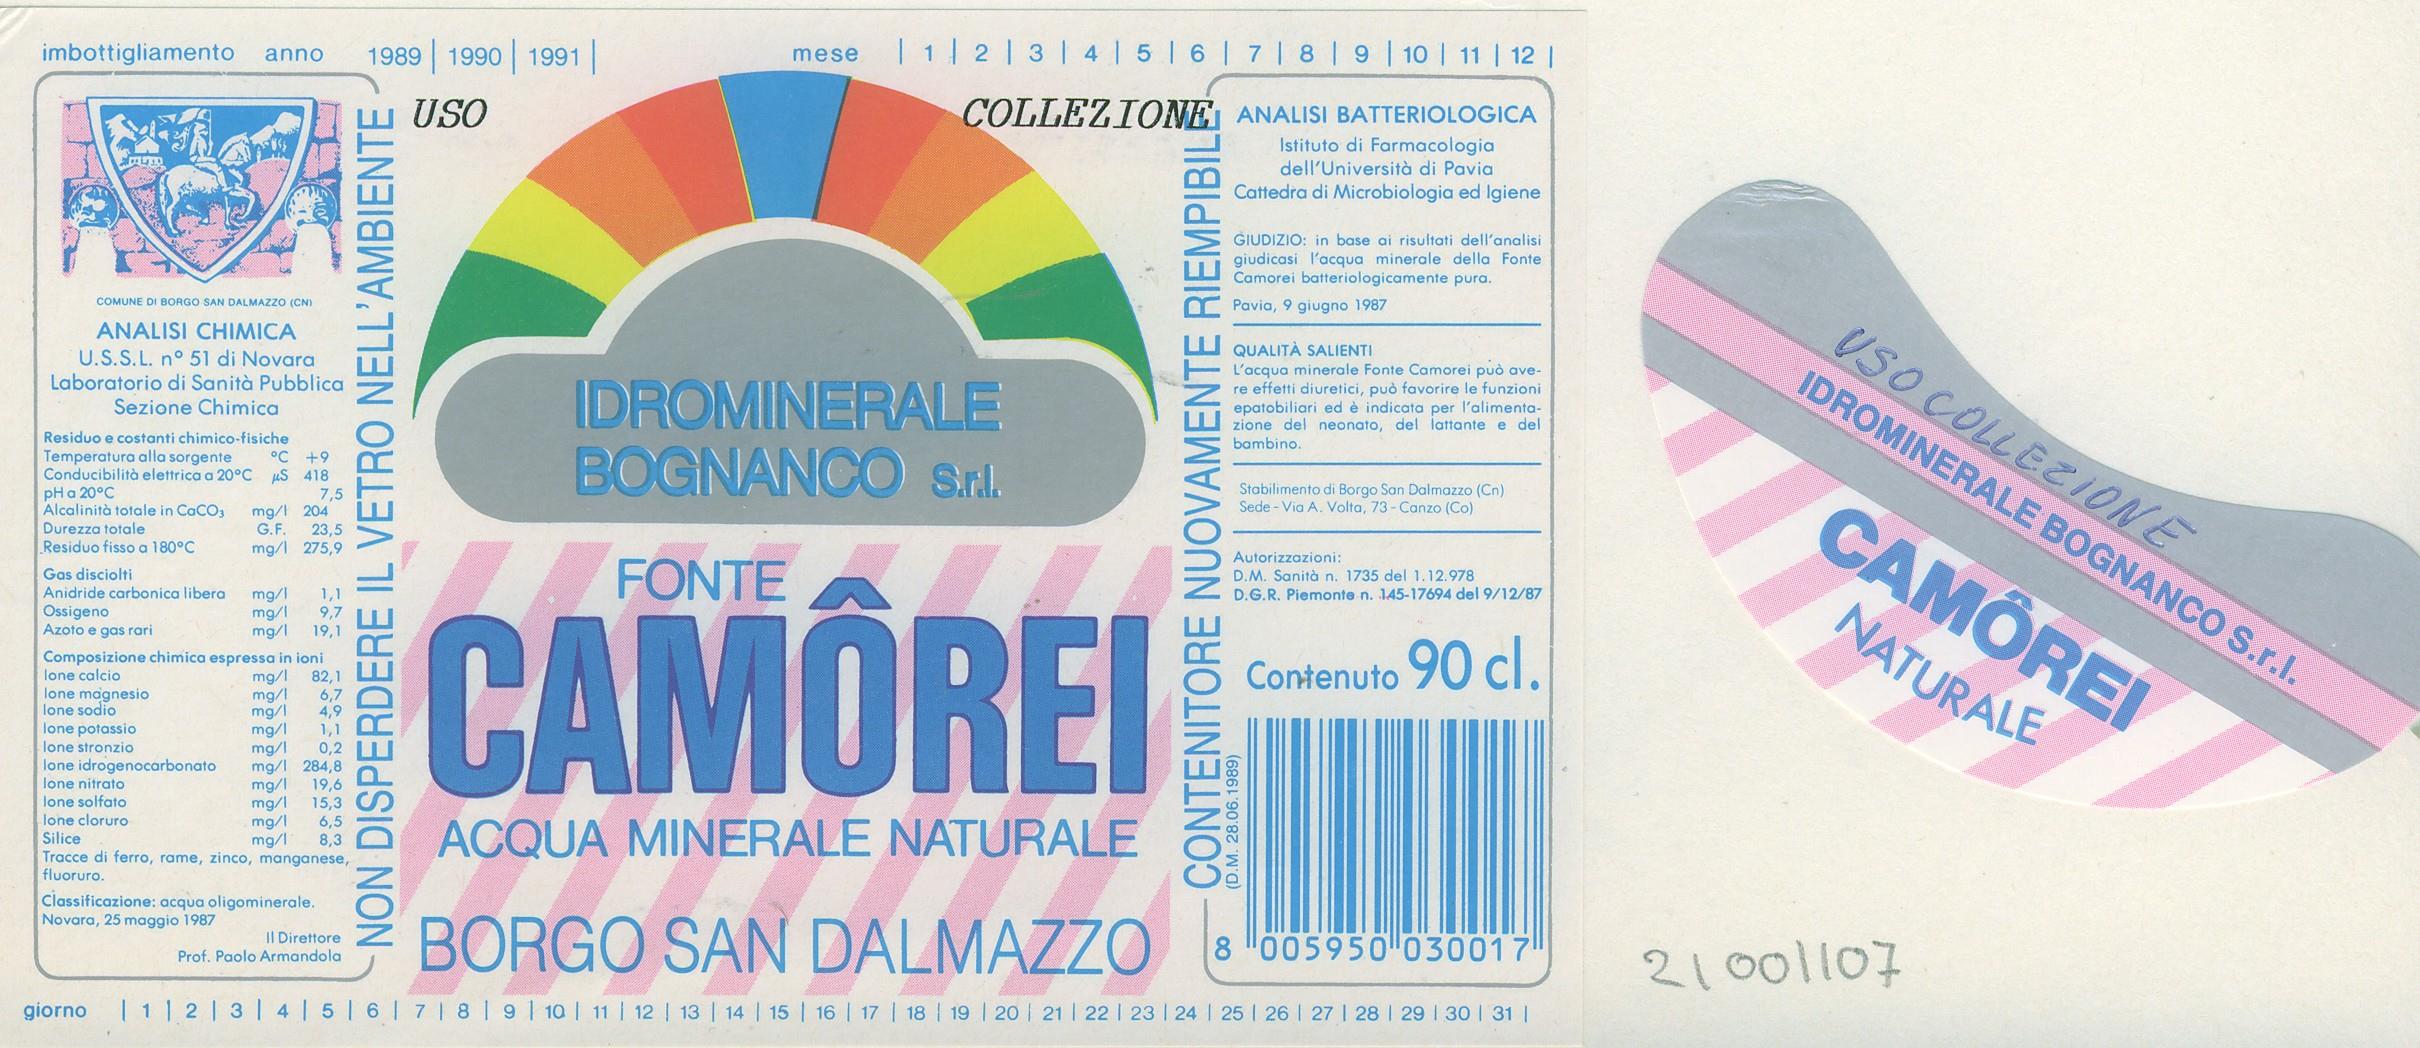 imbottigliamento anno 1989 | 1990 | 1991 |
mese | 1 | 2 | 3 | 4 | 5 | 6 | 7 | 8 | 9 | 10 | 11 | 12 |
USO COLLEZIONE
COMUNE DI BORGO SAN DALMAZZO (CN)
ANALISI CHIMICA
U.S.S.L. n° 51 di Novara
Laboratorio di Sanità Pubblica
Sezione Chimica
Residuo e costanti chimico-fisiche
Temperatura alla sorgente °C +9
Conducibilità elettrica a 20°C µS 418
pH a 20°C 7,5
Alcalinità totale in CaCO₃ mg/l 204
Durezza totale G.F. 23,5
Residuo fisso a 180°C mg/l 275,9
Gas disciolti
Anidride carbonica libera mg/l 1,1
Ossigeno mg/l 9,7
Azoto e gas rari mg/l 19,1
Composizione chimica espressa in ioni
Ione calcio mg/l 82,1
Ione magnesio mg/l 6,7
Ione sodio mg/l 4,9
Ione potassio mg/l 1,1
Ione stronzio mg/l 0,2
Ione idrogenocarbonato mg/l 284,8
Ione nitrato mg/l 19,6
Ione solfato mg/l 15,3
Ione cloruro mg/l 6,5
Silice mg/l 8,3
Tracce di ferro, rame, zinco, manganese,
fluoruro.
Classificazione: acqua oligominerale.
Novara, 25 maggio 1987
Il Direttore
Prof. Paolo Armandola
NON DISPERDERE IL VETRO NELL'AMBIENTE
IDROMINERALE
BOGNANCO S.r.l.
FONTE
CAMÔREI
ACQUA MINERALE NATURALE
BORGO SAN DALMAZZO
CONTENITORE NUOVAMENTE RIEMPIBILE
(D.M. 28.06.1989)
ANALISI BATTERIOLOGICA
Istituto di Farmacologia
dell'Università di Pavia
Cattedra di Microbiologia ed Igiene
GIUDIZIO: in base ai risultati dell'analisi
giudicasi l'acqua minerale della Fonte
Camorei batteriologicamente pura.
Pavia, 9 giugno 1987
QUALITÀ SALIENTI
L'acqua minerale Fonte Camorei può ave-
re effetti diuretici, può favorire le funzioni
epatobiliari ed è indicata per l'alimenta-
zione del neonato, del lattante e del
bambino.
Stabilimento di Borgo San Dalmazzo (Cn)
Sede - Via A. Volta, 73 - Canzo (Co)
Autorizzazioni:
D.M. Sanità n. 1735 del 1.12.978
D.G.R. Piemonte n. 145-17694 del 9/12/87
Contenuto 90 cl.
8 005950 030017
giorno | 1 | 2 | 3 | 4 | 5 | 6 | 7 | 8 | 9 | 10 | 11 | 12 | 13 | 14 | 15 | 16 | 17 | 18 | 19 | 20 | 21 | 22 | 23 | 24 | 25 | 26 | 27 | 28 | 29 | 30 | 31 |
USO COLLEZIONE
IDROMINERALE BOGNANCO S.r.l.
CAMÔREI
NATURALE
21001107